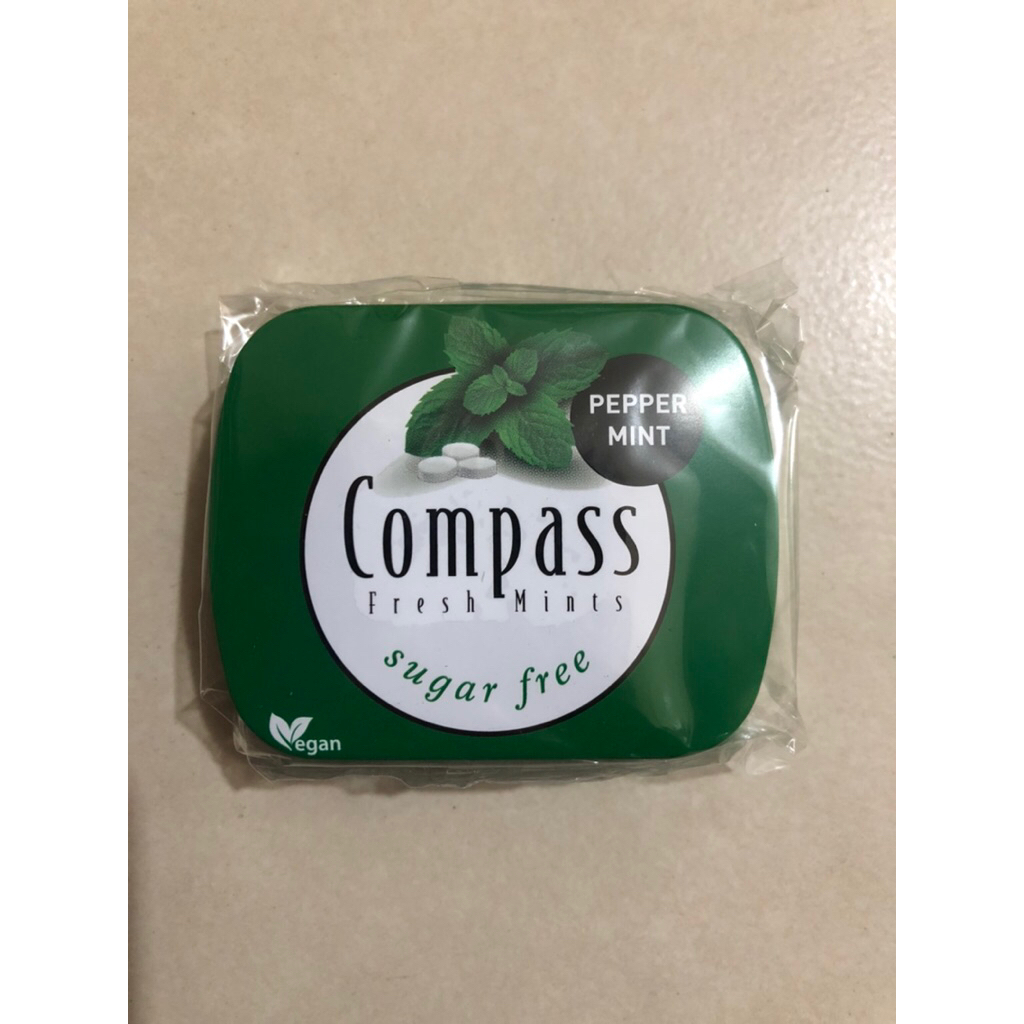 PEPPER
MINT
Compass
Fresh Mints
sugar free
Vegan